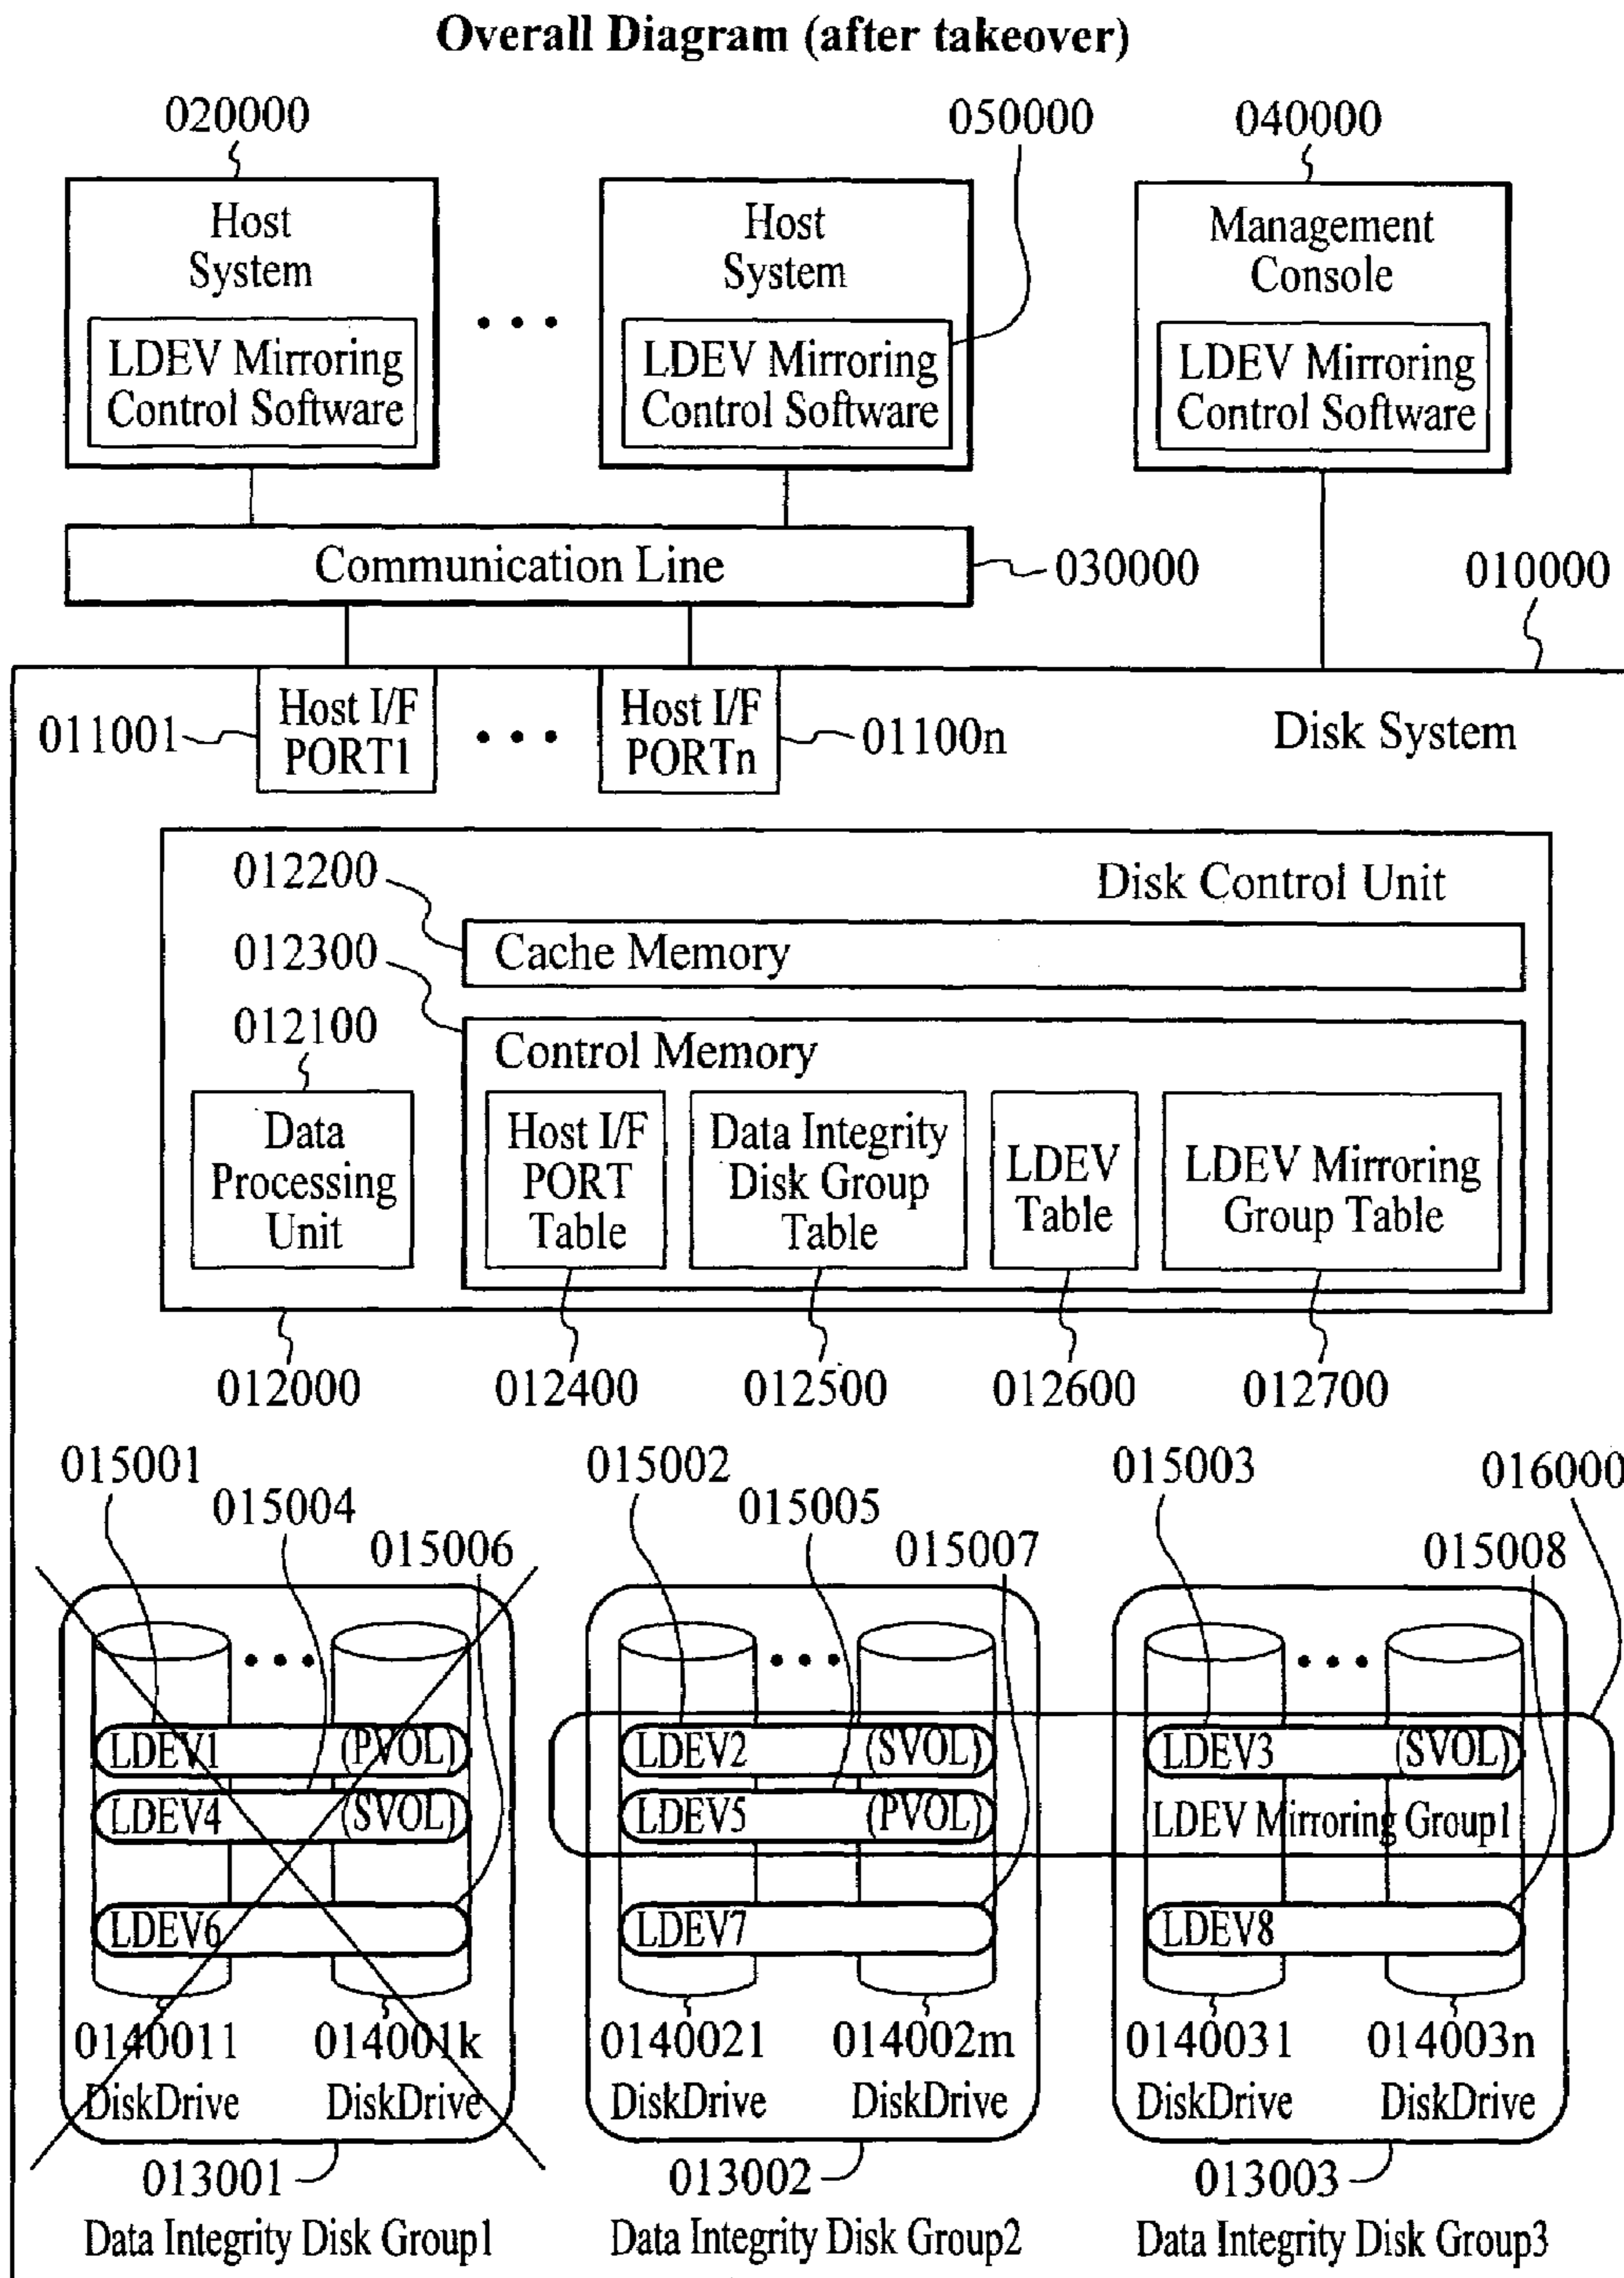 Overall Diagram (after takeover)
020000
050000
040000
Host
System
LDEV Mirroring
Control Software
Host
System
LDEV Mirroring
Control Software
Management
Console
LDEV Mirroring
Control Software
Communication Line
030000
010000
011001
Host I/F
PORT1
Host I/F
PORTn
01100n
Disk System
012200
Disk Control Unit
Cache Memory
012300
012100
Control Memory
Data
Processing
Unit
Host I/F
PORT
Table
Data Integrity
Disk Group
Table
LDEV
Table
LDEV Mirroring
Group Table
012000
012400
012500
012600
012700
015001
015002
015003
016000
015004
015005
015006
015007
015008
LDEV1 (PVOL)
LDEV2 (SVOL)
LDEV3 (SVOL)
LDEV4 (SVOL)
LDEV5 (PVOL)
LDEV Mirroring Group1
LDEV6
LDEV7
LDEV8
0140011
014001k
0140021
014002m
0140031
014003n
DiskDrive
DiskDrive
DiskDrive
DiskDrive
DiskDrive
DiskDrive
013001
013002
013003
Data Integrity Disk Group1
Data Integrity Disk Group2
Data Integrity Disk Group3